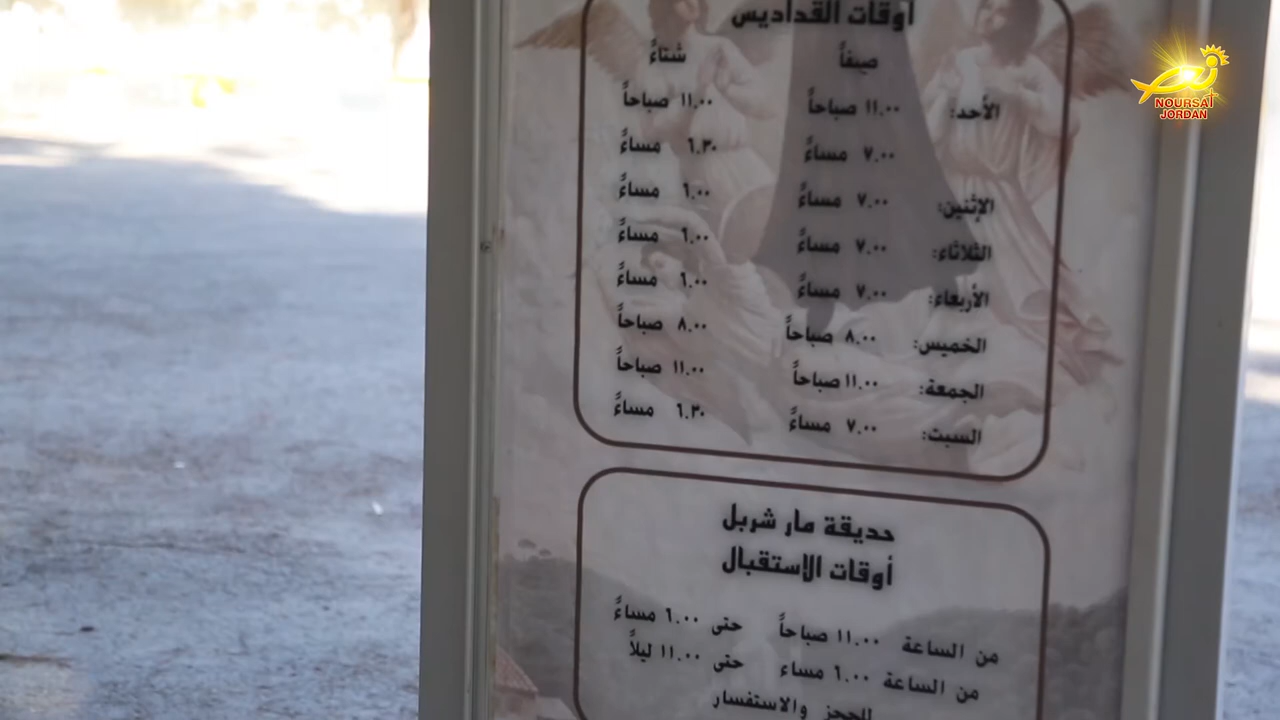 أوقات القداديس
صيفاً شتاءً
الأحد: ١١.٠٠ صباحاً ١١.٠٠ صباحاً
٧.٠٠ مساءً ٦.٣٠ مساءً
الإثنين: ٧.٠٠ مساءً ٦.٠٠ مساءً
الثلاثاء: ٧.٠٠ مساءً ٦.٠٠ مساءً
الأربعاء: ٧.٠٠ مساءً ٦.٠٠ مساءً
الخميس: ٨.٠٠ صباحاً ٨.٠٠ صباحاً
الجمعة: ١١.٠٠ صباحاً ١١.٠٠ صباحاً
السبت: ٧.٠٠ مساءً ٦.٣٠ مساءً
حديقة مار شربل
أوقات الإستقبال
من الساعة ١١.٠٠ صباحاً حتى ٦.٠٠ مساءً
من الساعة ٦.٠٠ مساء حتى ١١.٠٠ ليلاً
للحجز والاستفسار
NOURSAT
JORDAN